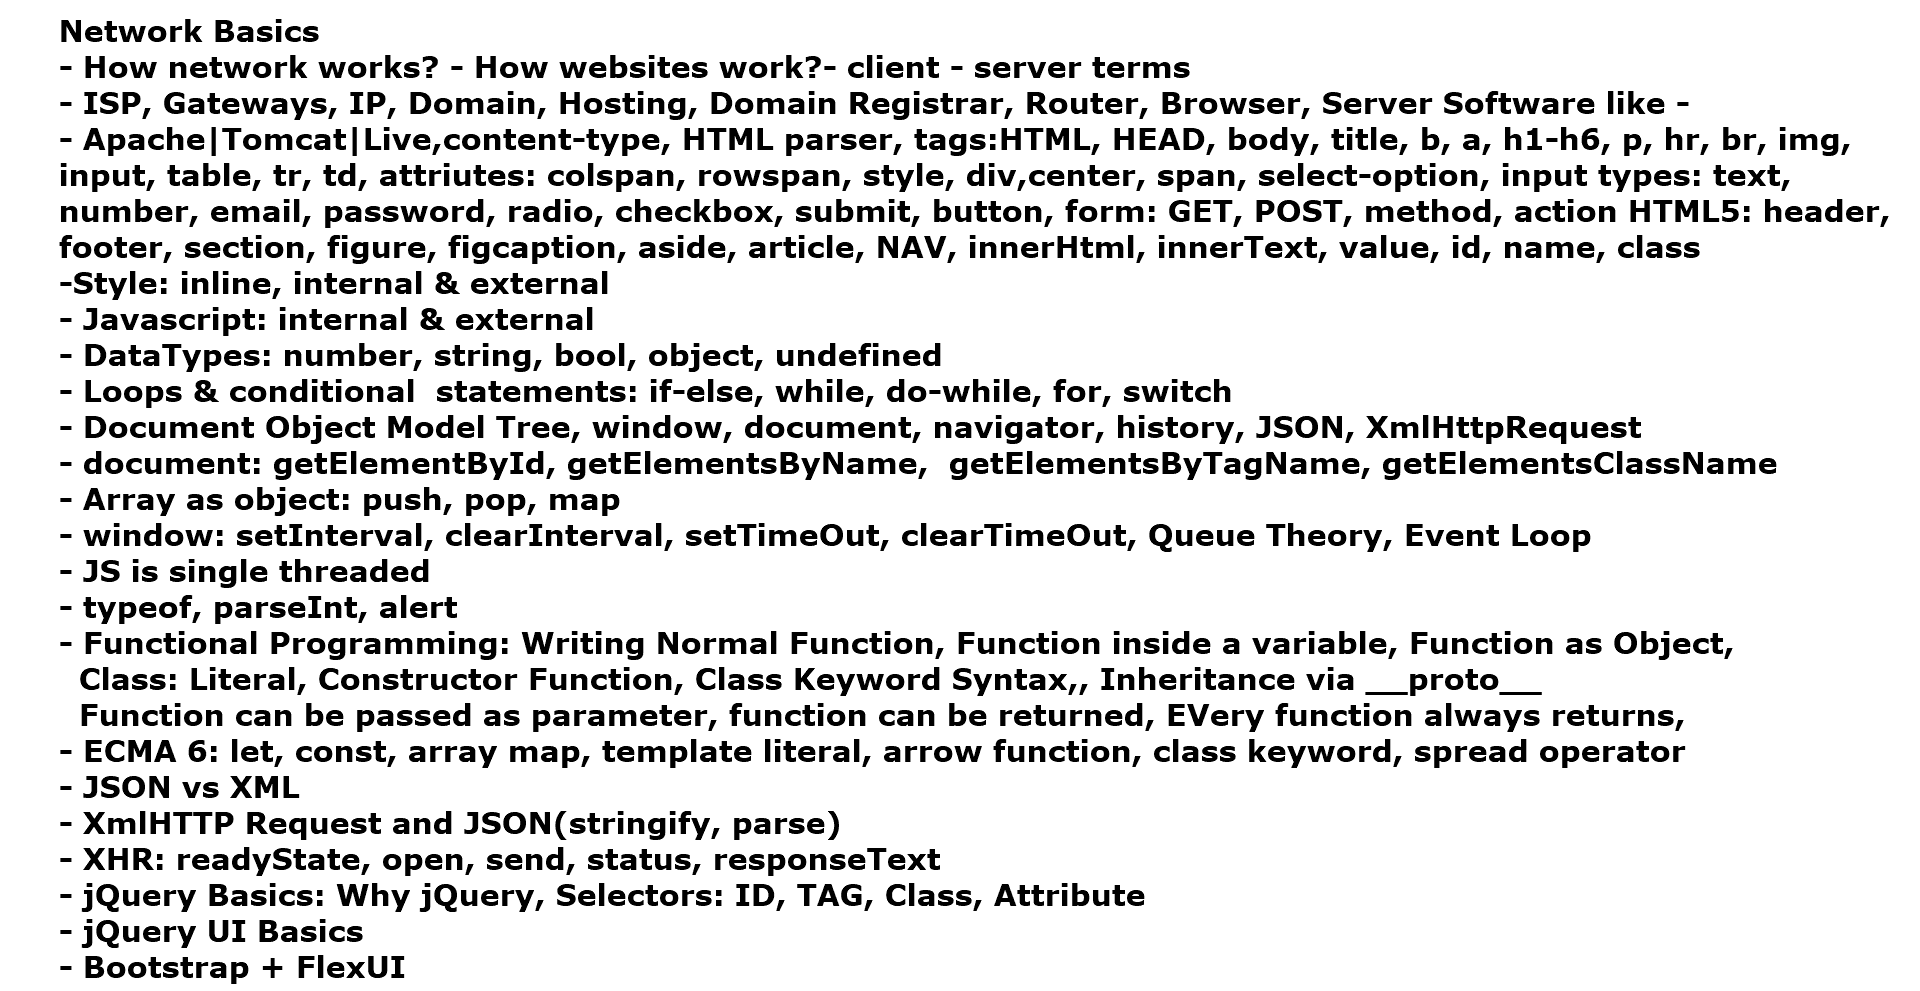 Network Basics
- How network works? - How websites work?- client - server terms
- ISP, Gateways, IP, Domain, Hosting, Domain Registrar, Router, Browser, Server Software like -
- Apache|Tomcat|Live,content-type, HTML parser, tags:HTML, HEAD, body, title, b, a, h1-h6, p, hr, br, img,
input, table, tr, td, attriutes: colspan, rowspan, style, div,center, span, select-option, input types: text,
number, email, password, radio, checkbox, submit, button, form: GET, POST, method, action HTML5: header,
footer, section, figure, figcaption, aside, article, NAV, innerHtml, innerText, value, id, name, class
-Style: inline, internal & external
- Javascript: internal & external
- DataTypes: number, string, bool, object, undefined
- Loops & conditional  statements: if-else, while, do-while, for, switch
- Document Object Model Tree, window, document, navigator, history, JSON, XmlHttpRequest
- document: getElementById, getElementsByName,  getElementsByTagName, getElementsClassName
- Array as object: push, pop, map
- window: setInterval, clearInterval, setTimeOut, clearTimeOut, Queue Theory, Event Loop
- JS is single threaded
- typeof, parseInt, alert
- Functional Programming: Writing Normal Function, Function inside a variable, Function as Object,
Class: Literal, Constructor Function, Class Keyword Syntax,, Inheritance via __proto__
Function can be passed as parameter, function can be returned, EVery function always returns,
- ECMA 6: let, const, array map, template literal, arrow function, class keyword, spread operator
- JSON vs XML
- XmlHTTP Request and JSON(stringify, parse)
- XHR: readyState, open, send, status, responseText
- jQuery Basics: Why jQuery, Selectors: ID, TAG, Class, Attribute
- jQuery UI Basics
- Bootstrap + FlexUI